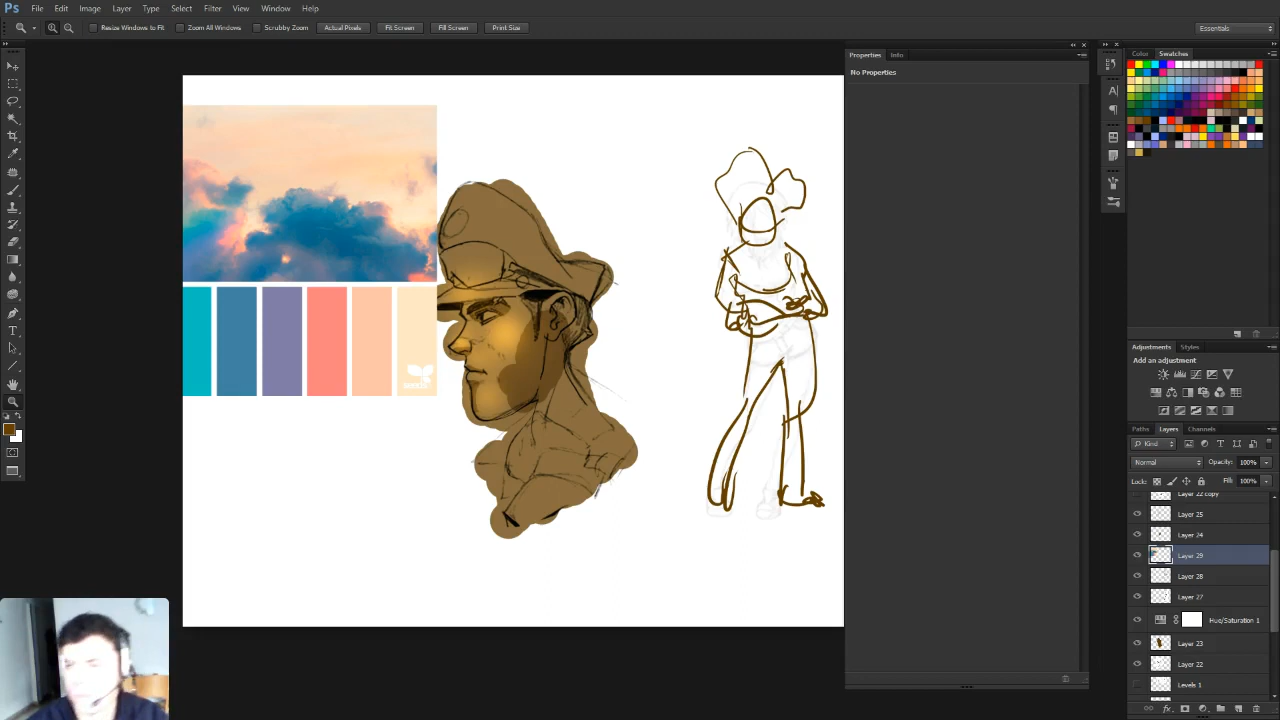 Ps File Edit Image Layer Type Select Filter View Window Help
Resize Windows to Fit Zoom All Windows Scrubby Zoom Actual Pixels Fit Screen Fill Screen Print Size Essentials
Properties Info
No Properties
Color Swatches
Adjustments Styles
Add an adjustment
Paths Layers Channels
Kind
Normal Opacity: 100%
Lock: Fill: 100%
Layer 22 copy
Layer 25
Layer 24
Layer 29
Layer 28
Layer 27
Hue/Saturation 1
Layer 23
Layer 22
Levels 1